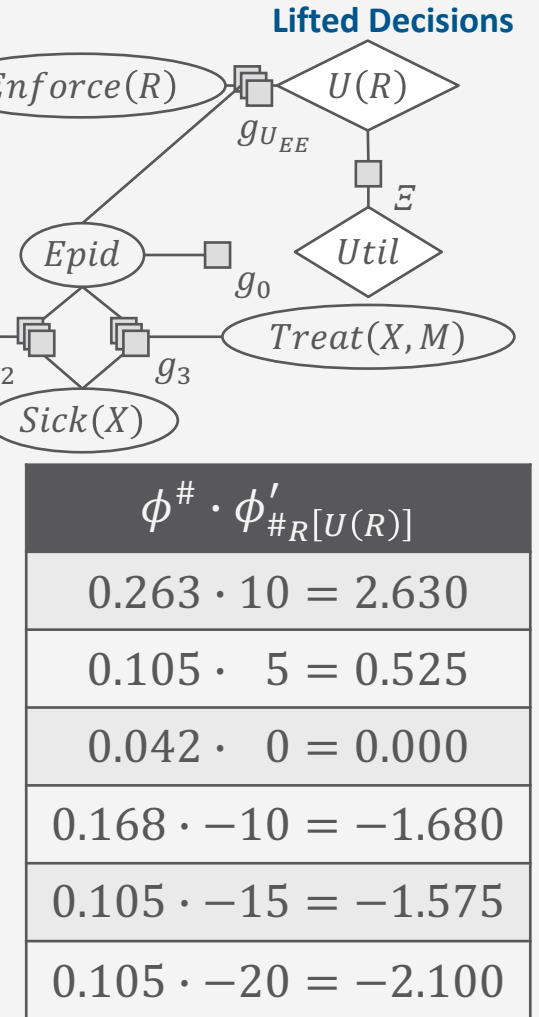 Lifted Decisions
Enforce(R)
U(R)
g_{U_{EE}}
Ξ
Epid
g_0
Util
Treat(X, M)
2
g_3
Sick(X)
ϕ^# · ϕ′_{#_R[U(R)]}
0.263 · 10 = 2.630
0.105 · 5 = 0.525
0.042 · 0 = 0.000
0.168 · −10 = −1.680
0.105 · −15 = −1.575
0.105 · −20 = −2.100